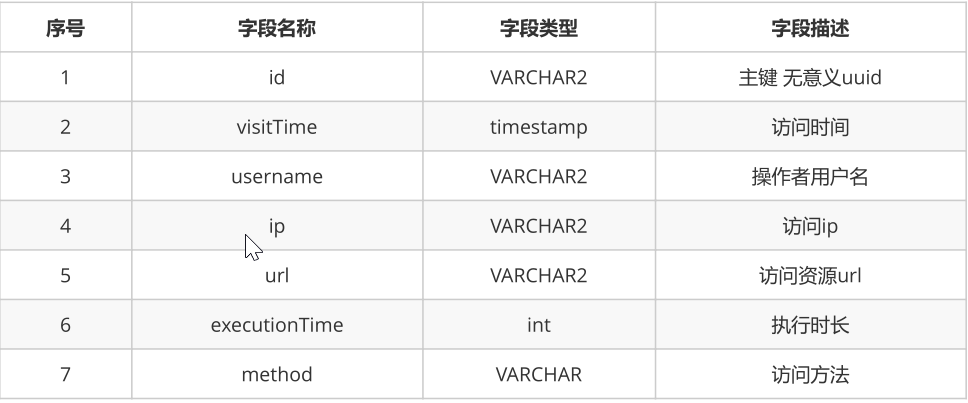 序号 字段名称 字段类型 字段描述
1 id VARCHAR2 主键 无意义uuid
2 visitTime timestamp 访问时间
3 username VARCHAR2 操作者用户名
4 ip VARCHAR2 访问ip
5 url VARCHAR2 访问资源url
6 executionTime int 执行时长
7 method VARCHAR 访问方法